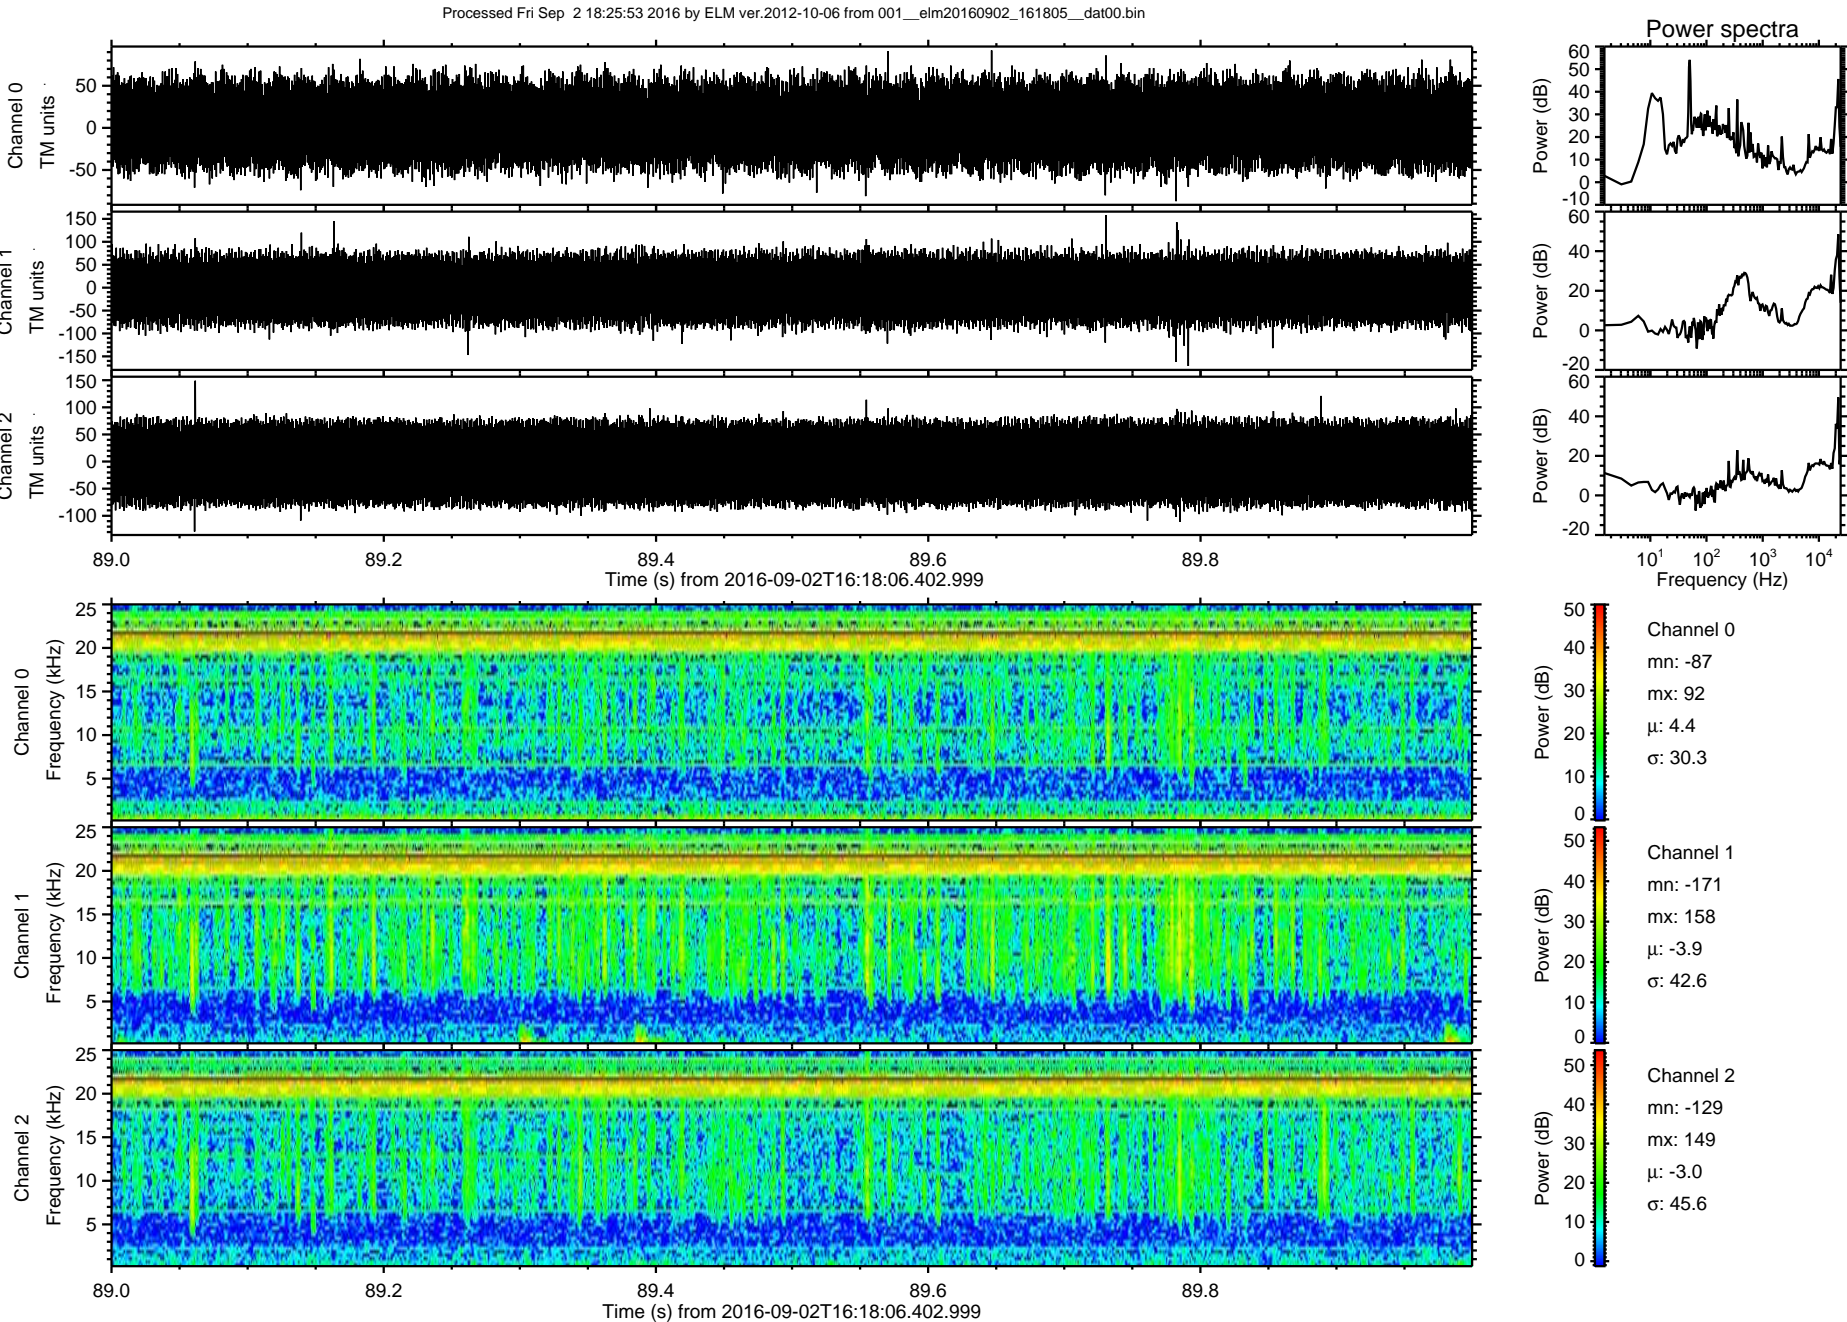 Processed Fri Sep  2 18:25:53 2016 by ELM ver.2012-10-06 from 001__elm20160902_161805__dat00.bin
Power spectra
Channel 0
TM units
50
0
-50
Power (dB)
60
50
40
30
20
10
0
-10
Channel 1
TM units
150
100
50
0
-50
-100
-150
Power (dB)
60
40
20
0
-20
Channel 2
TM units
150
100
50
0
-50
-100
Power (dB)
60
40
20
0
-20
89.0 89.2 89.4 89.6 89.8
Time (s) from 2016-09-02T16:18:06.402.999
10^1 10^2 10^3 10^4
Frequency (Hz)
Channel 0
Frequency (kHz)
25
20
15
10
5
Power (dB)
50
40
30
20
10
0
Channel 0
mn: -87
mx: 92
μ: 4.4
σ: 30.3
Channel 1
Frequency (kHz)
25
20
15
10
5
Power (dB)
50
40
30
20
10
0
Channel 1
mn: -171
mx: 158
μ: -3.9
σ: 42.6
Channel 2
Frequency (kHz)
25
20
15
10
5
Power (dB)
50
40
30
20
10
0
Channel 2
mn: -129
mx: 149
μ: -3.0
σ: 45.6
89.0 89.2 89.4 89.6 89.8
Time (s) from 2016-09-02T16:18:06.402.999